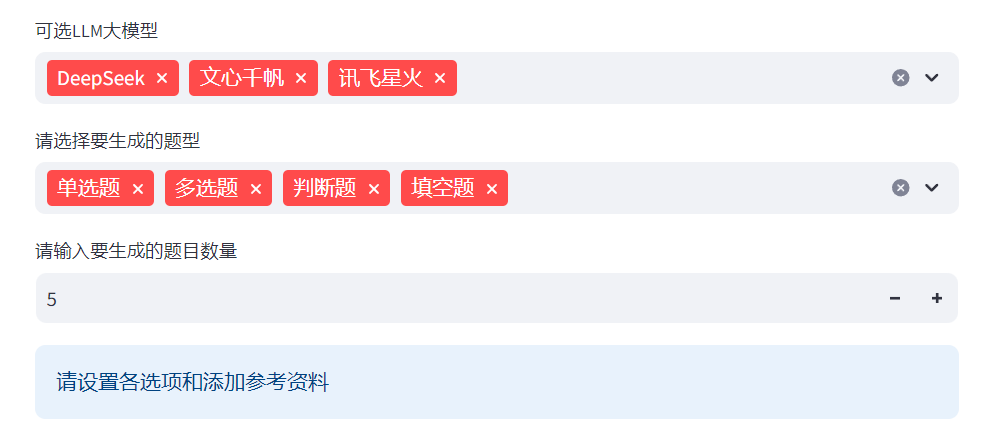 可选LLM大模型
DeepSeek 文心千帆 讯飞星火
请选择要生成的题型
单选题 多选题 判断题 填空题
请输入要生成的题目数量
5
请设置各选项和添加参考资料